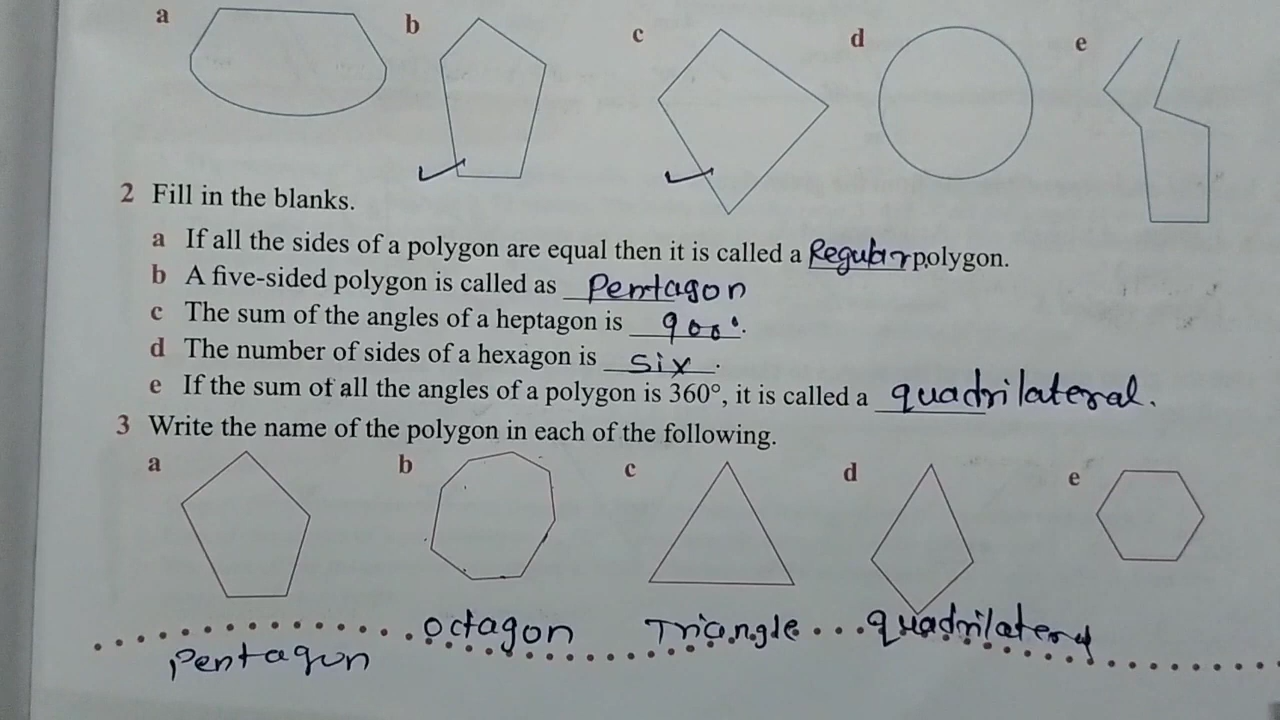 a b c d e
2 Fill in the blanks.
a If all the sides of a polygon are equal then it is called a Regular polygon.
b A five-sided polygon is called as Pentagon
c The sum of the angles of a heptagon is 900°.
d The number of sides of a hexagon is six.
e If the sum of all the angles of a polygon is 360°, it is called a quadrilateral.
3 Write the name of the polygon in each of the following.
a b c d e
Pentagon octagon Triangle quadrilateral